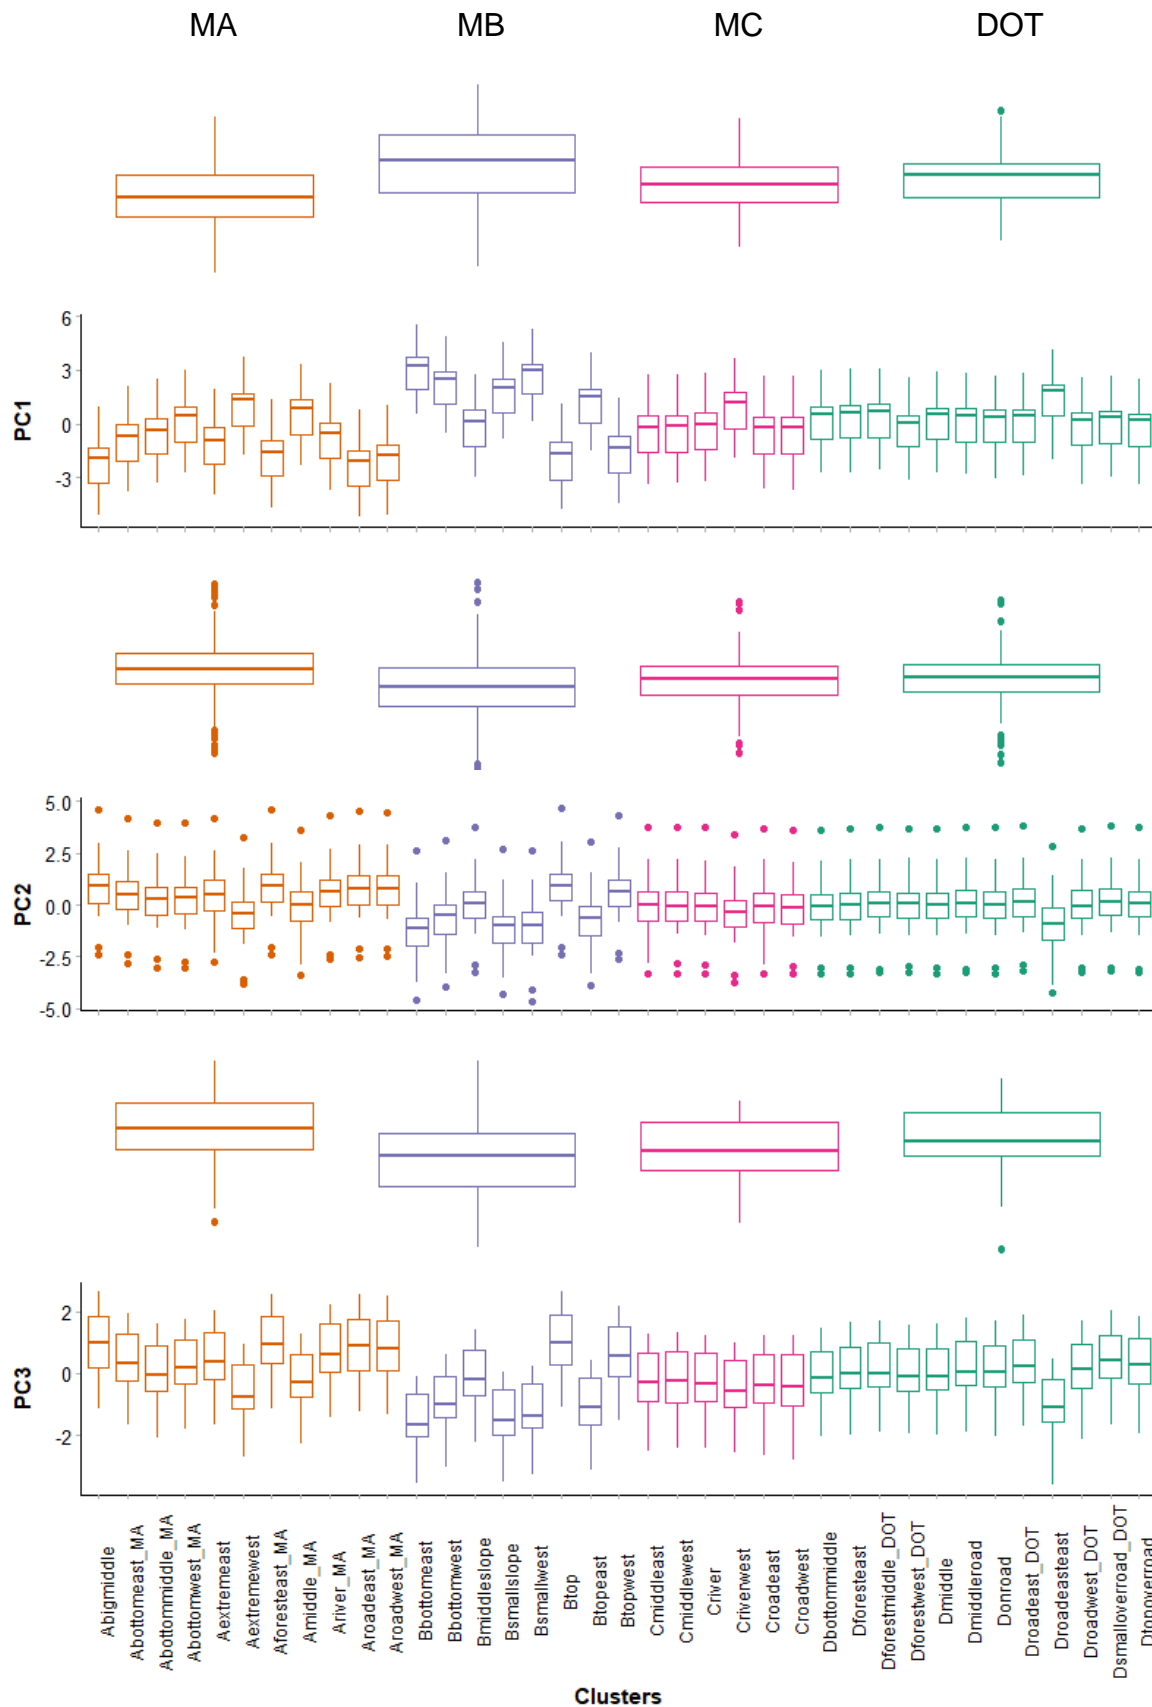 MA MB MC DOT
6
3
0
-3
PC1
5.0
2.5
0.0
-2.5
-5.0
PC2
2
0
-2
PC3
Abigmiddle
Abottomeast_MA
Abottommiddle_MA
Abottomwest_MA
Aextremeeast
Aextremewest
Aforesteast_MA
Amiddle_MA
Ariver_MA
Aroadeast_MA
Aroadwest_MA
Bbottomeast
Bbottomwest
Bmiddleslope
Bsmallslope
Bsmallwest
Btop
Btopeast
Btopwest
Cmiddleeast
Cmiddlewest
Criver
Criverwest
Croadeast
Croadwest
Dbottommiddle
Dforesteast
Dforestmiddle_DOT
Dforestwest_DOT
Dmiddle
Dmiddleroad
Donroad
Droadeast_DOT
Droadeasteast
Droadwest_DOT
Dsmalloverroad_DOT
Dtopoverroad
Clusters